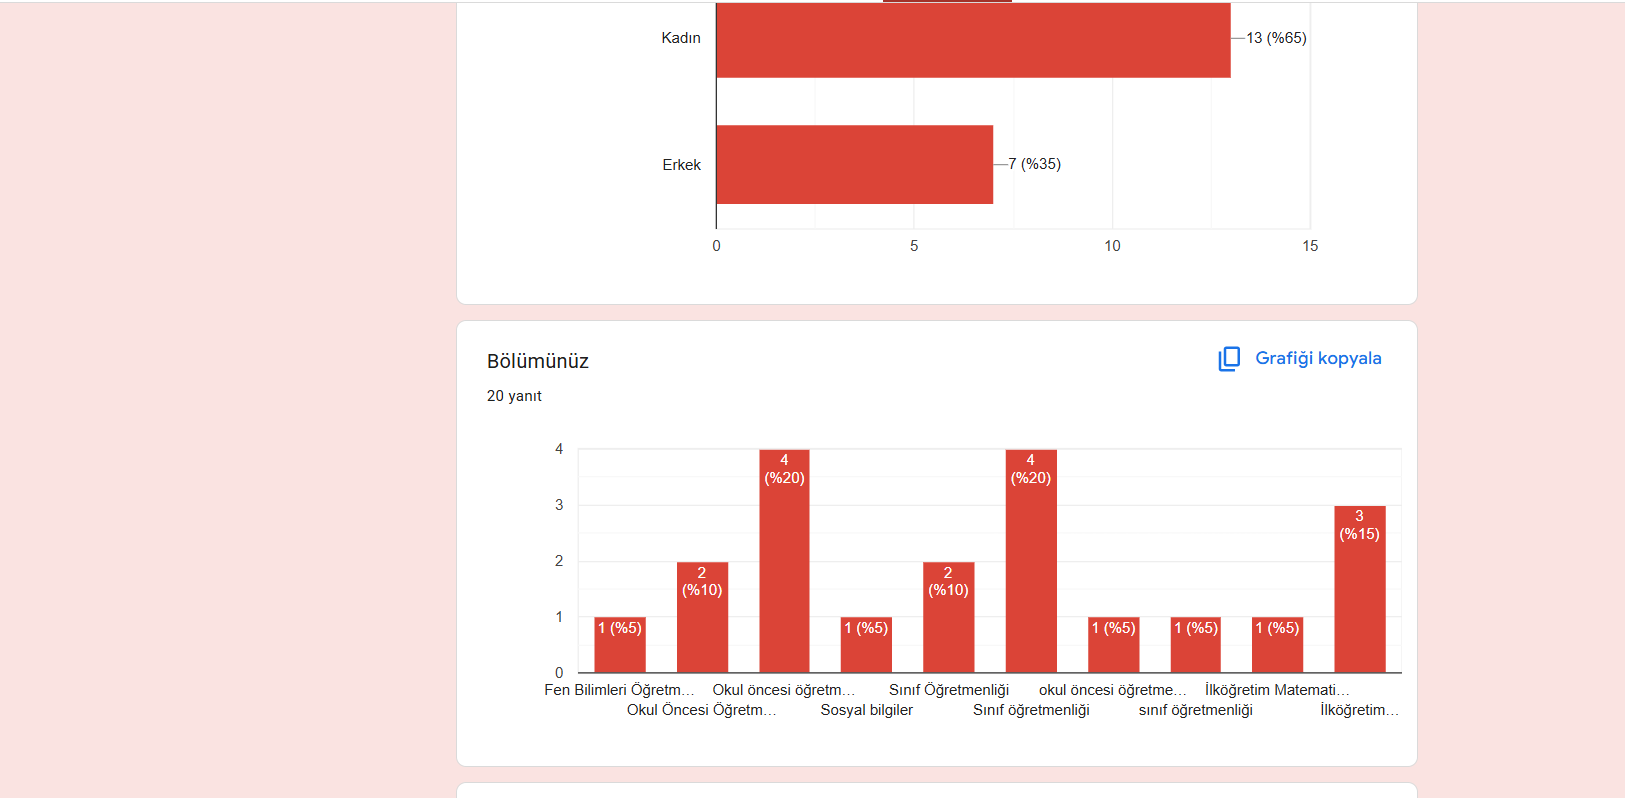 Kadın
13 (%65)
Erkek
7 (%35)
0 5 10 15
Bölümünüz
Grafiği kopyala
20 yanıt
4
3
2
1
0
1 (%5)
2
(%10)
4
(%20)
1 (%5)
2
(%10)
4
(%20)
1 (%5)
1 (%5)
1 (%5)
3
(%15)
Fen Bilimleri Öğretm…
Okul Öncesi Öğretm…
Okul öncesi öğretm…
Sosyal bilgiler
Sınıf Öğretmenliği
Sınıf öğretmenliği
okul öncesi öğretme…
sınıf öğretmenliği
İlköğretim Matemati…
İlköğretim…